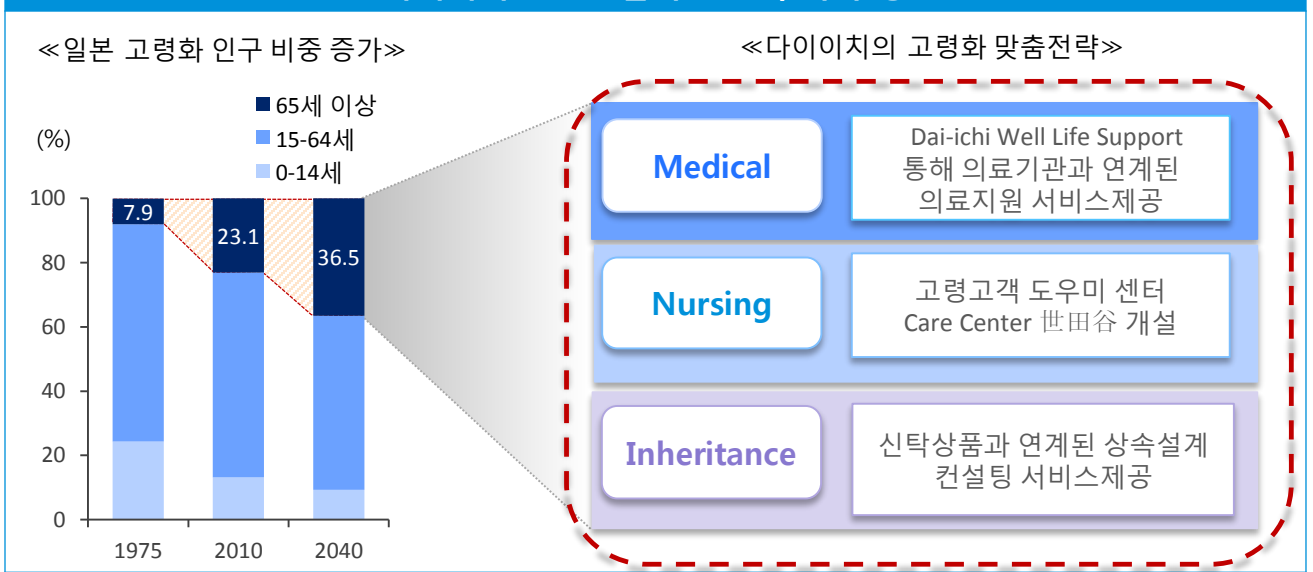 ≪일본 고령화 인구 비중 증가≫
≪다이이치의 고령화 맞춤전략≫
65세 이상
15-64세
0-14세
(%)
100
80
60
40
20
0
7.9
23.1
36.5
1975
2010
2040
Medical
Dai-ichi Well Life Support
통해 의료기관과 연계된
의료지원 서비스제공
Nursing
고령고객 도우미 센터
Care Center 世田谷 개설
Inheritance
신탁상품과 연계된 상속설계
컨설팅 서비스제공